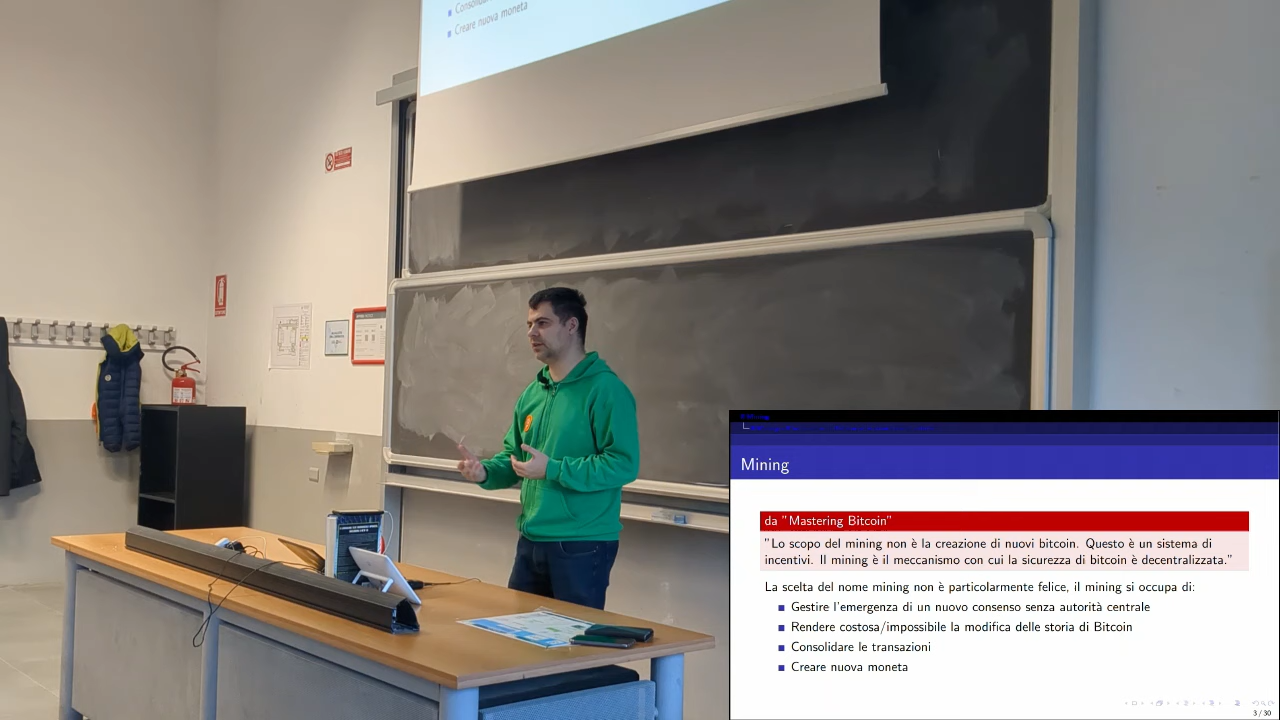 Creare nuova moneta
Mining
da "Mastering Bitcoin"
"Lo scopo del mining non è la creazione di nuovi bitcoin. Questo è un sistema di
incentivi. Il mining è il meccanismo con cui la sicurezza di bitcoin è decentralizzata."
La scelta del nome mining non è particolarmente felice, il mining si occupa di:
Gestire l'emergenza di un nuovo consenso senza autorità centrale
Rendere costosa/impossibile la modifica delle storia di Bitcoin
Consolidare le transazioni
Creare nuova moneta
3 / 30